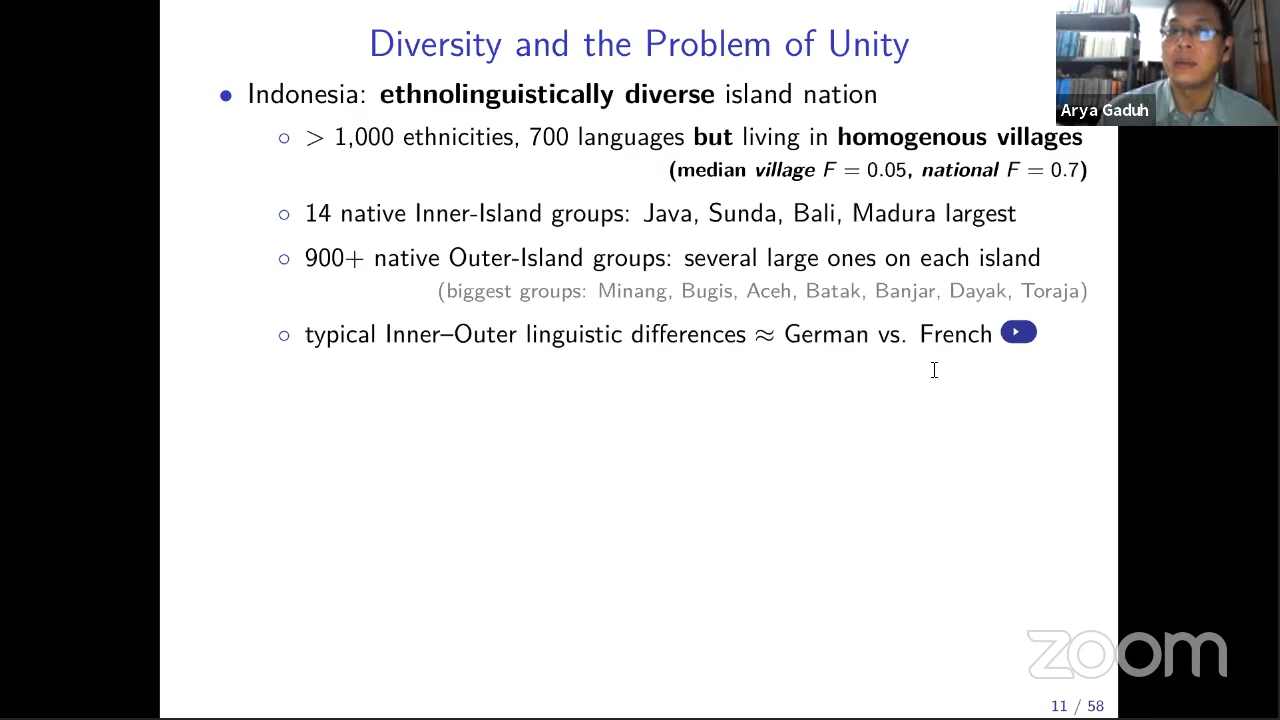 Diversity and the Problem of Unity
Arya Gaduh
• Indonesia: ethnolinguistically diverse island nation
◦ > 1,000 ethnicities, 700 languages but living in homogenous villages
(median village F = 0.05, national F = 0.7)
◦ 14 native Inner-Island groups: Java, Sunda, Bali, Madura largest
◦ 900+ native Outer-Island groups: several large ones on each island
(biggest groups: Minang, Bugis, Aceh, Batak, Banjar, Dayak, Toraja)
◦ typical Inner–Outer linguistic differences ≈ German vs. French
zoom
11 / 58